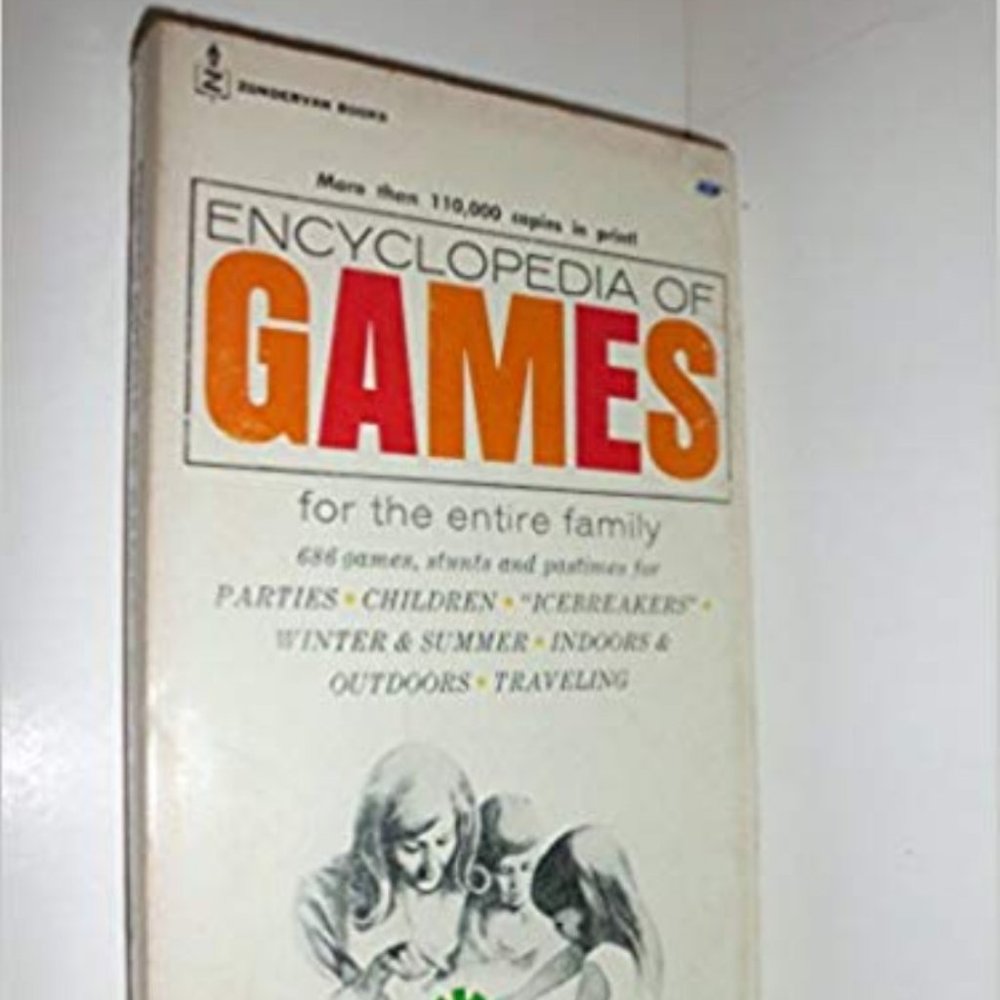 ZONDERVAN BOOKS
More than 110,000 copies in print!
ENCYCLOPEDIA OF
GAMES
for the entire family
686 games, stunts and pastimes for
PARTIES • CHILDREN • "ICEBREAKERS" •
WINTER & SUMMER • INDOORS &
OUTDOORS • TRAVELING